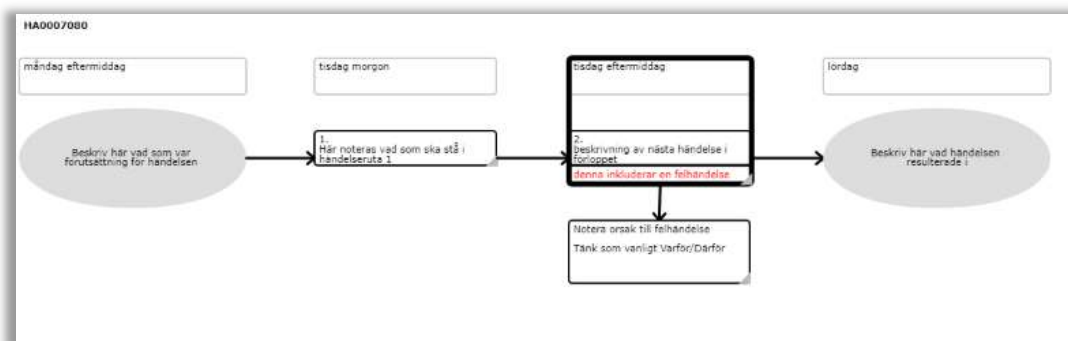 HA0007080
måndag eftermiddag
tisdag morgon
tisdag eftermiddag
lördag
Beskriv här vad som var
förutsättning för händelsen
1.
Här noteras vad som ska stå i
händelseruta 1
2.
beskrivning av nästa händelse i
förloppet
denna inkluderar en felhändelse
Beskriv här vad händelsen
resulterade i
Notera orsak till felhändelse
Tänk som vanligt Varför/Därför